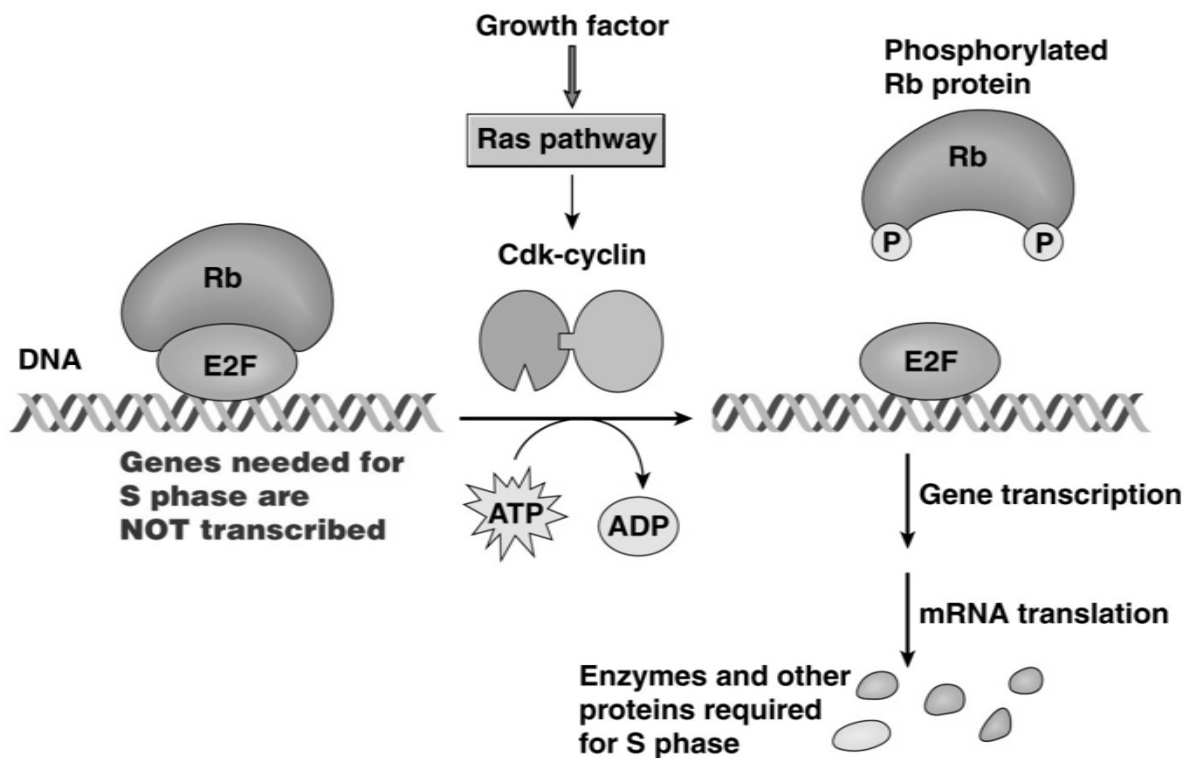 Growth factor
Ras pathway
Cdk-cyclin
Phosphorylated
Rb protein
Rb
P
P
Rb
E2F
DNA
E2F
Genes needed for
S phase are
NOT transcribed
ATP
ADP
Gene transcription
mRNA translation
Enzymes and other
proteins required
for S phase